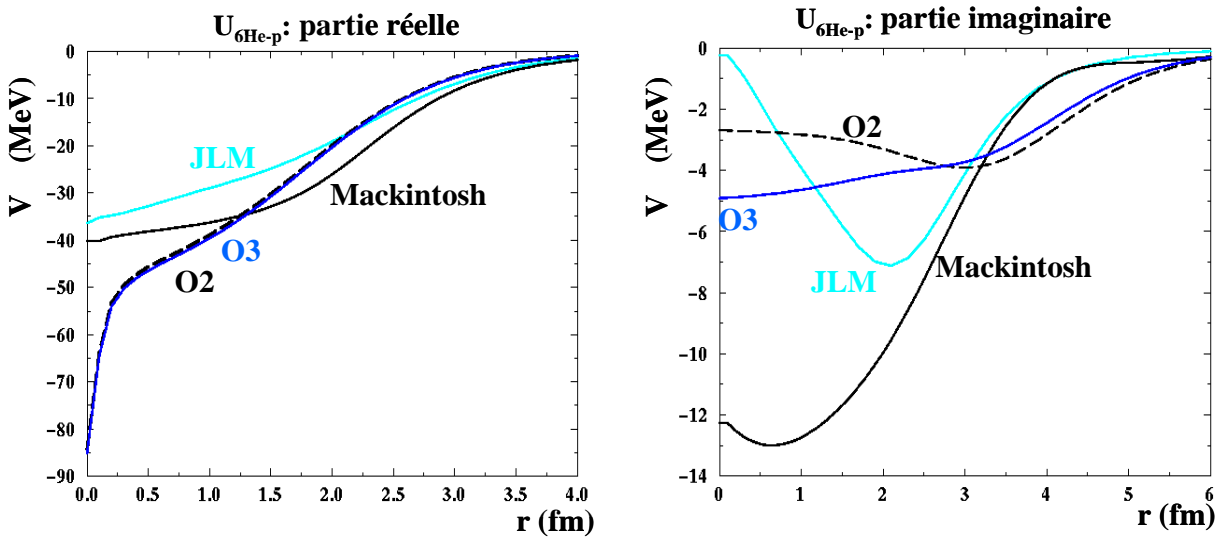 U6He-p: partie réelle
V (MeV)
0
-10
-20
-30
-40
-50
-60
-70
-80
-90
JLM
Mackintosh
O3
O2
0.0 0.5 1.0 1.5 2.0 2.5 3.0 3.5 4.0
r (fm)
U6He-p: partie imaginaire
V (MeV)
0
-2
-4
-6
-8
-10
-12
-14
O2
O3
JLM
Mackintosh
0 1 2 3 4 5 6
r (fm)